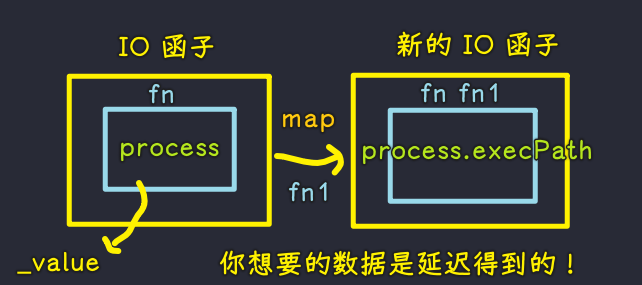 IO 函子
新的 IO 函子
fn
fn fn1
map
process
process.execPath
fn1
_value
你想要的数据是延迟得到的！